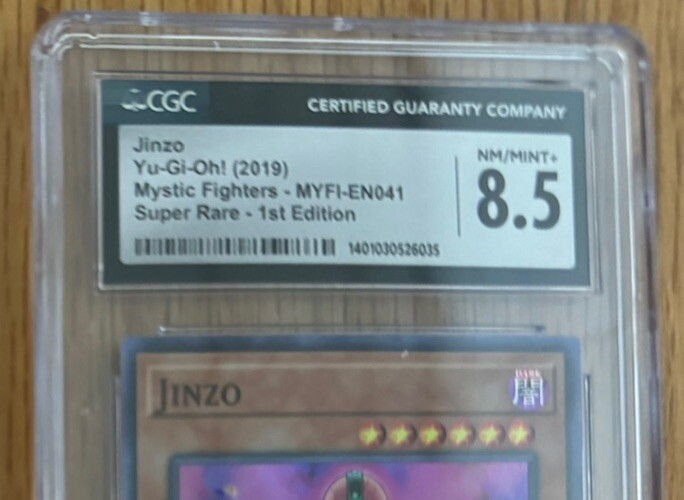 CGC
CERTIFIED GUARANTY COMPANY
Jinzo
Yu-Gi-Oh! (2019)
Mystic Fighters - MYFI-EN041
Super Rare - 1st Edition
1401030526035
NM/MINT+
8.5
JINZO
DARK
闇